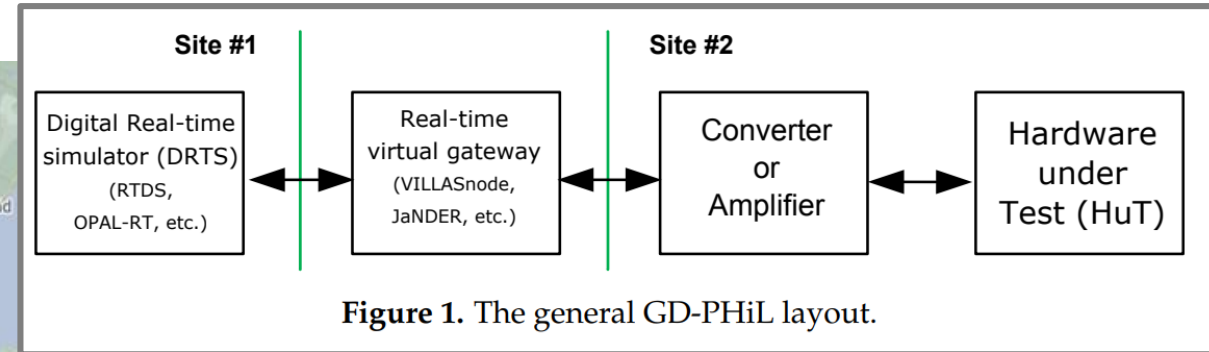 Site #1
Site #2
Digital Real-time
simulator (DRTS)
(RTDS,
OPAL-RT, etc.)
Real-time
virtual gateway
(VILLASnode,
JaNDER, etc.)
Converter
or
Amplifier
Hardware
under
Test (HuT)
Figure 1. The general GD-PHiL layout.